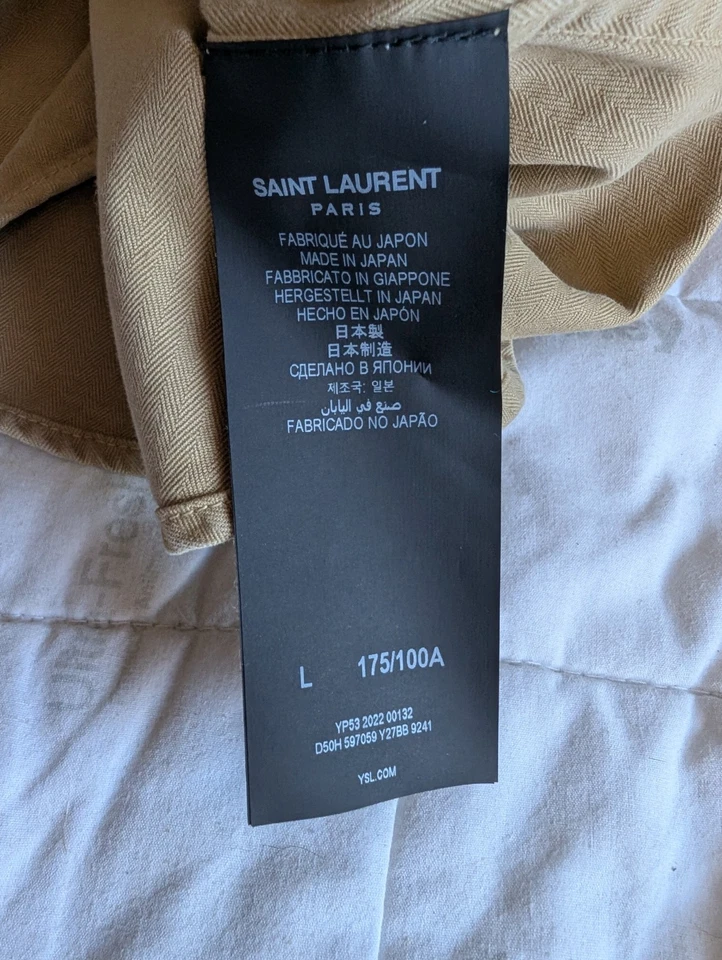 SAINT LAURENT
PARIS
FABRIQUÉ AU JAPON
MADE IN JAPAN
FABBRICATO IN GIAPPONE
HERGESTELLT IN JAPAN
HECHO EN JAPÓN
日本製
日本制造
СДЕЛАНО В ЯПОНИИ
제조국: 일본
صنع في اليابان
FABRICADO NO JAPÃO
L 175/100A
YP53 2022 00132
D50H 597059 Y27BB 9241
YSL.COM